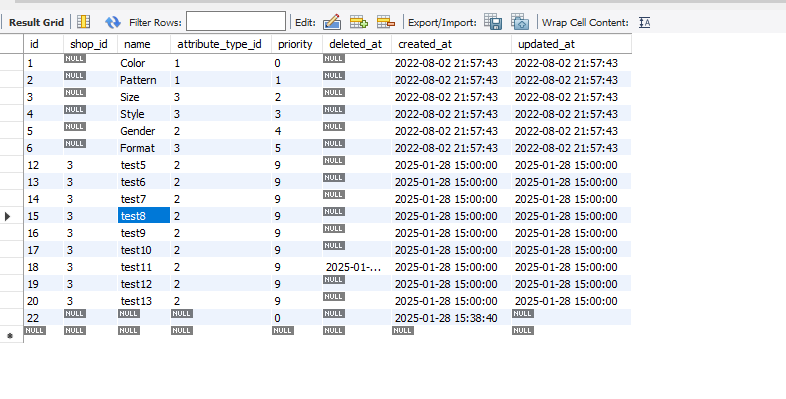 Result Grid Filter Rows: Edit: Export/Import: Wrap Cell Content: IA
id shop_id name attribute_type_id priority deleted_at created_at updated_at
1 NULL Color 1 0 NULL 2022-08-02 21:57:43 2022-08-02 21:57:43
2 NULL Pattern 1 1 NULL 2022-08-02 21:57:43 2022-08-02 21:57:43
3 NULL Size 3 2 NULL 2022-08-02 21:57:43 2022-08-02 21:57:43
4 NULL Style 3 3 NULL 2022-08-02 21:57:43 2022-08-02 21:57:43
5 NULL Gender 2 4 NULL 2022-08-02 21:57:43 2022-08-02 21:57:43
6 NULL Format 3 5 NULL 2022-08-02 21:57:43 2022-08-02 21:57:43
12 3 test5 2 9 NULL 2025-01-28 15:00:00 2025-01-28 15:00:00
13 3 test6 2 9 NULL 2025-01-28 15:00:00 2025-01-28 15:00:00
14 3 test7 2 9 NULL 2025-01-28 15:00:00 2025-01-28 15:00:00
15 3 test8 2 9 NULL 2025-01-28 15:00:00 2025-01-28 15:00:00
16 3 test9 2 9 NULL 2025-01-28 15:00:00 2025-01-28 15:00:00
17 3 test10 2 9 NULL 2025-01-28 15:00:00 2025-01-28 15:00:00
18 3 test11 2 9 2025-01-... 2025-01-28 15:00:00 2025-01-28 15:00:00
19 3 test12 2 9 NULL 2025-01-28 15:00:00 2025-01-28 15:00:00
20 3 test13 2 9 NULL 2025-01-28 15:00:00 2025-01-28 15:00:00
22 NULL NULL NULL 0 NULL 2025-01-28 15:38:40 NULL
NULL NULL NULL NULL NULL NULL NULL NULL